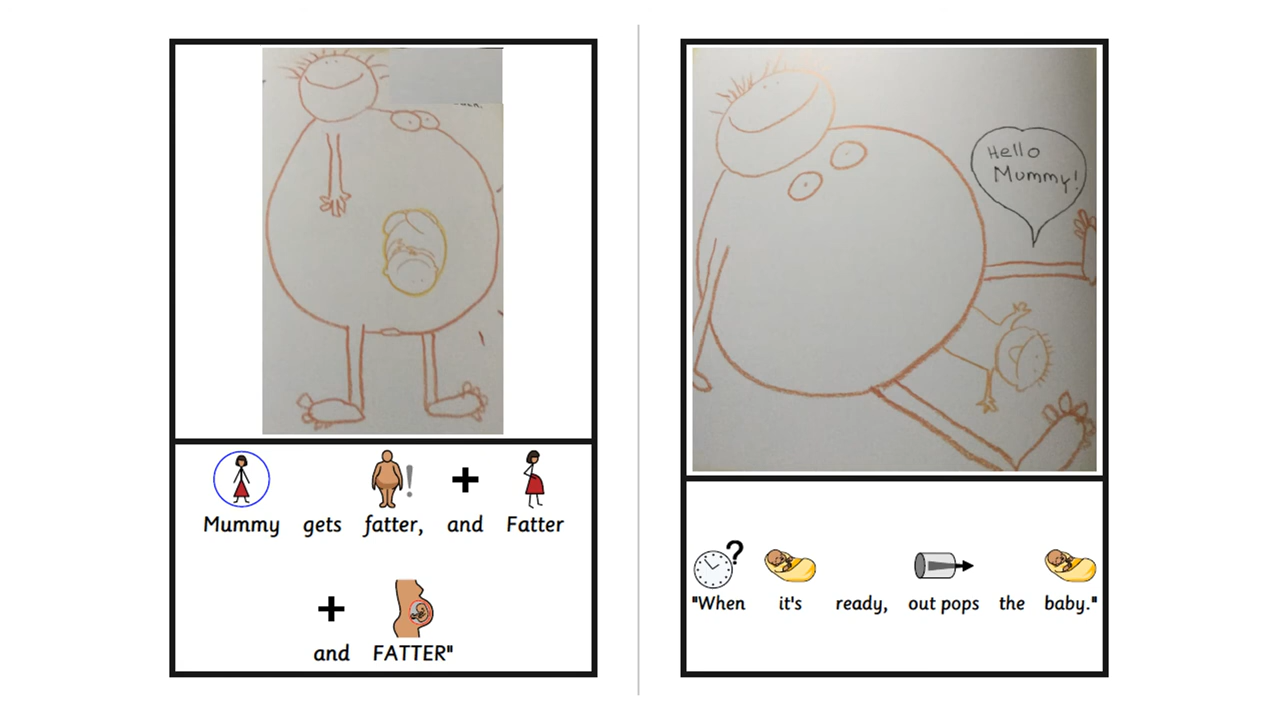 Mummy gets fatter, and Fatter
and FATTER"
Hello
Mummy!
"When it's ready, out pops the baby."